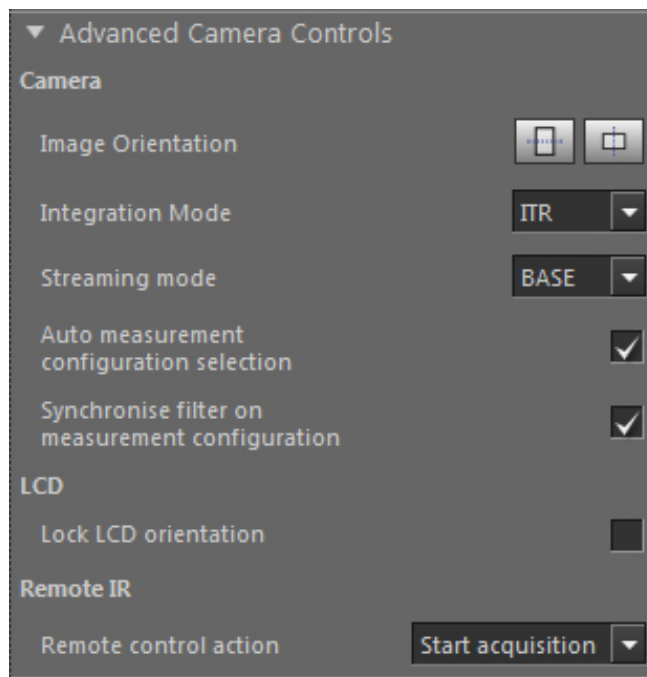 Advanced Camera Controls
Camera
Image Orientation
Integration Mode ITR
Streaming mode BASE
Auto measurement
configuration selection
Synchronise filter on
measurement configuration
LCD
Lock LCD orientation
Remote IR
Remote control action Start acquisition